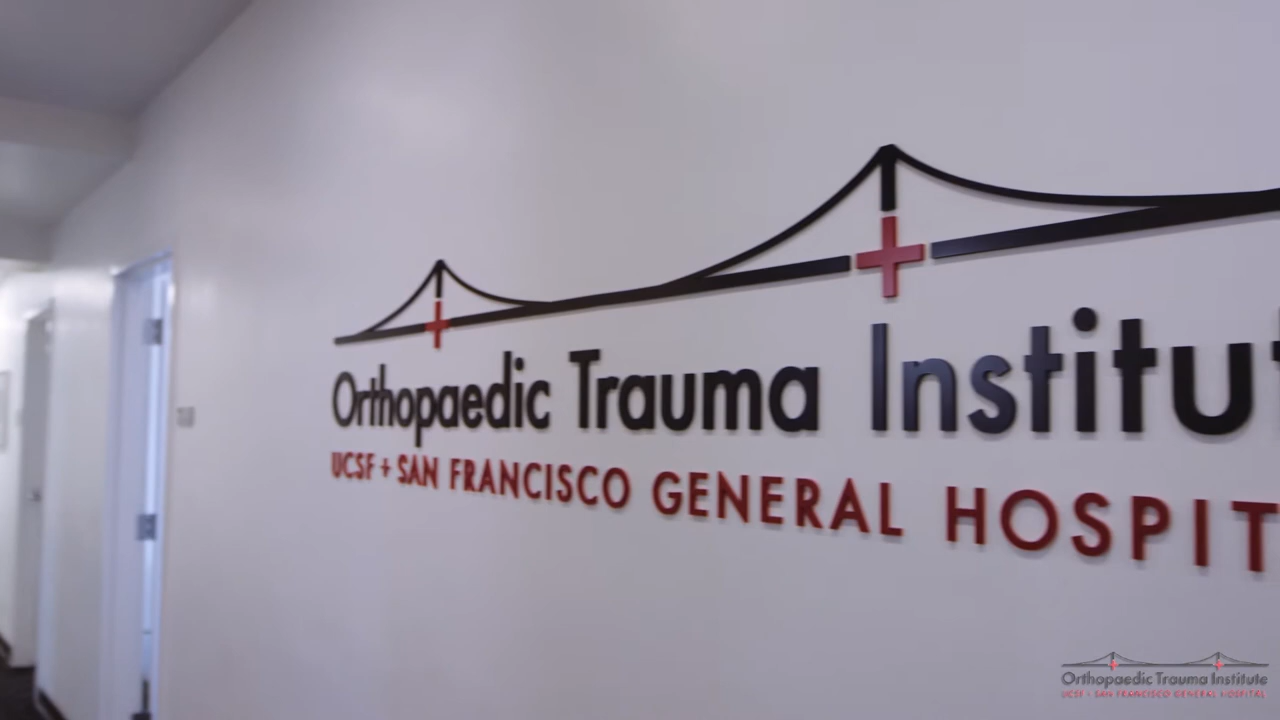 Orthopaedic Trauma Institut
UCSF + SAN FRANCISCO GENERAL HOSPIT
Orthopaedic Trauma Institute
UCSF + SAN FRANCISCO GENERAL HOSPITAL